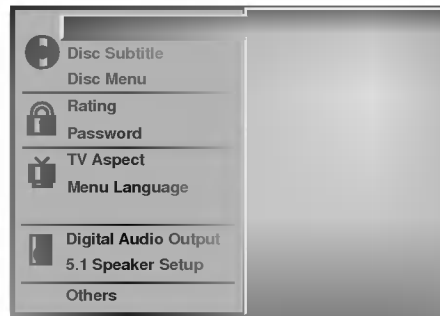 Disc Subtitle
Disc Menu
Rating
Password
TV Aspect
Menu Language
Digital Audio Output
5.1 Speaker Setup
Others